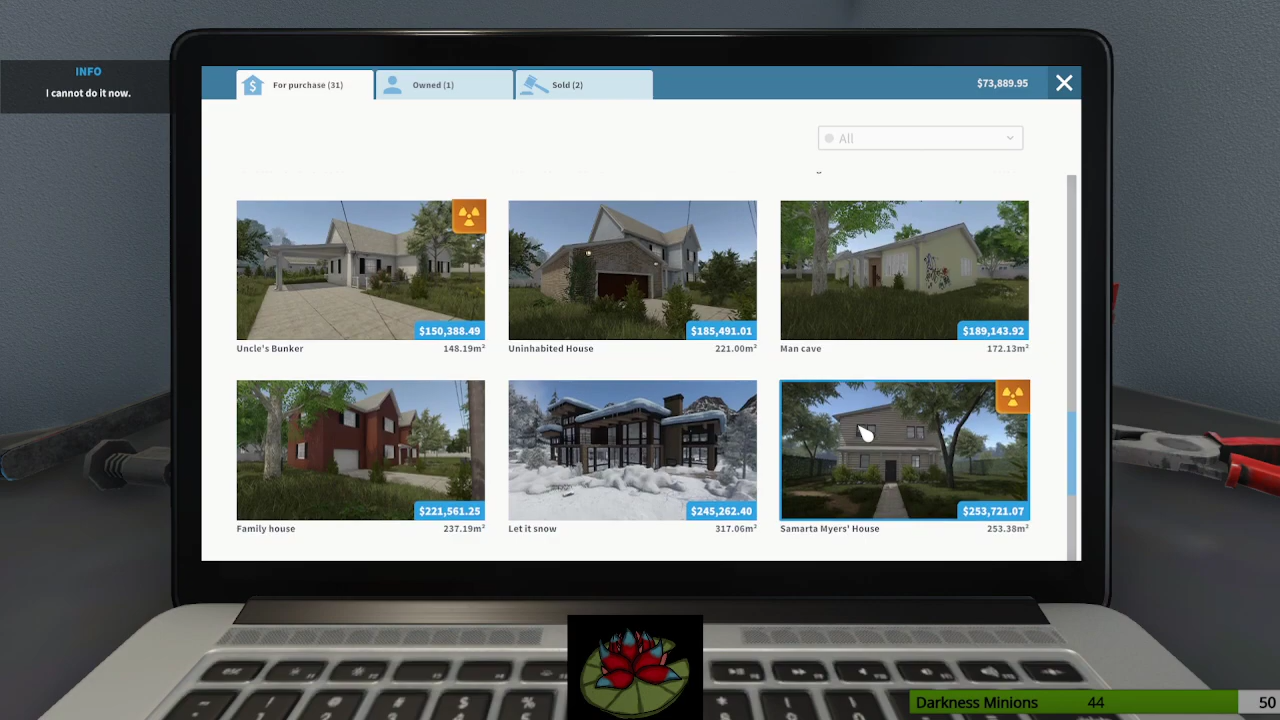 INFO
I cannot do it now.
For purchase (31)
Owned (1)
Sold (2)
$73,889.95
All
$150,388.49
$185,491.01
$189,143.92
Uncle's Bunker
148.19m²
Uninhabited House
221.00m²
Man cave
172.13m²
$221,561.25
$245,262.40
$253,721.07
Family house
237.19m²
Let it snow
317.06m²
Samarta Myers' House
253.38m²
Darkness Minions
44
50